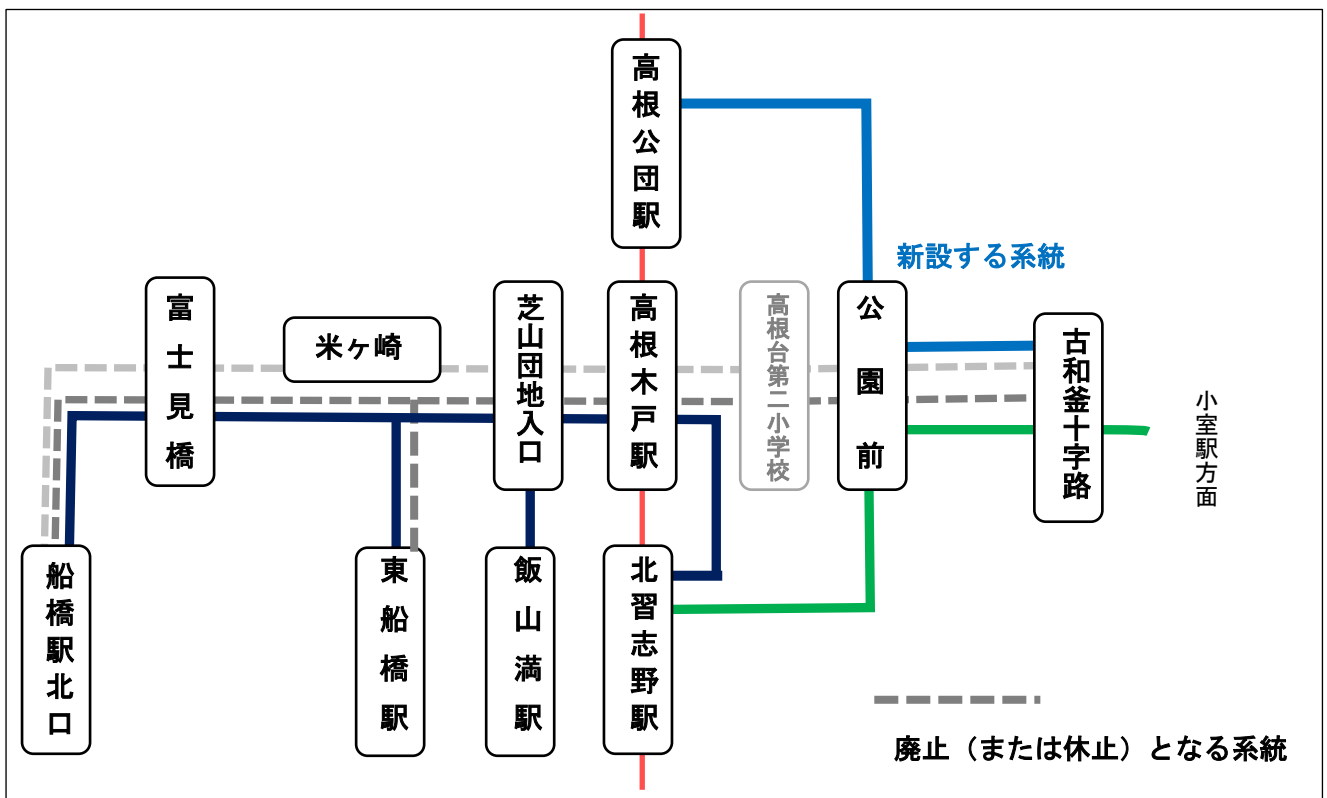 高根公団駅
新設する系統
富士見橋
米ヶ崎
芝山団地入口
高根木戸駅
高根台第二小学校
公園前
古和釜十字路
小室駅方面
船橋駅北口
東船橋駅
飯山満駅
北習志野駅
廃止（または休止）となる系統